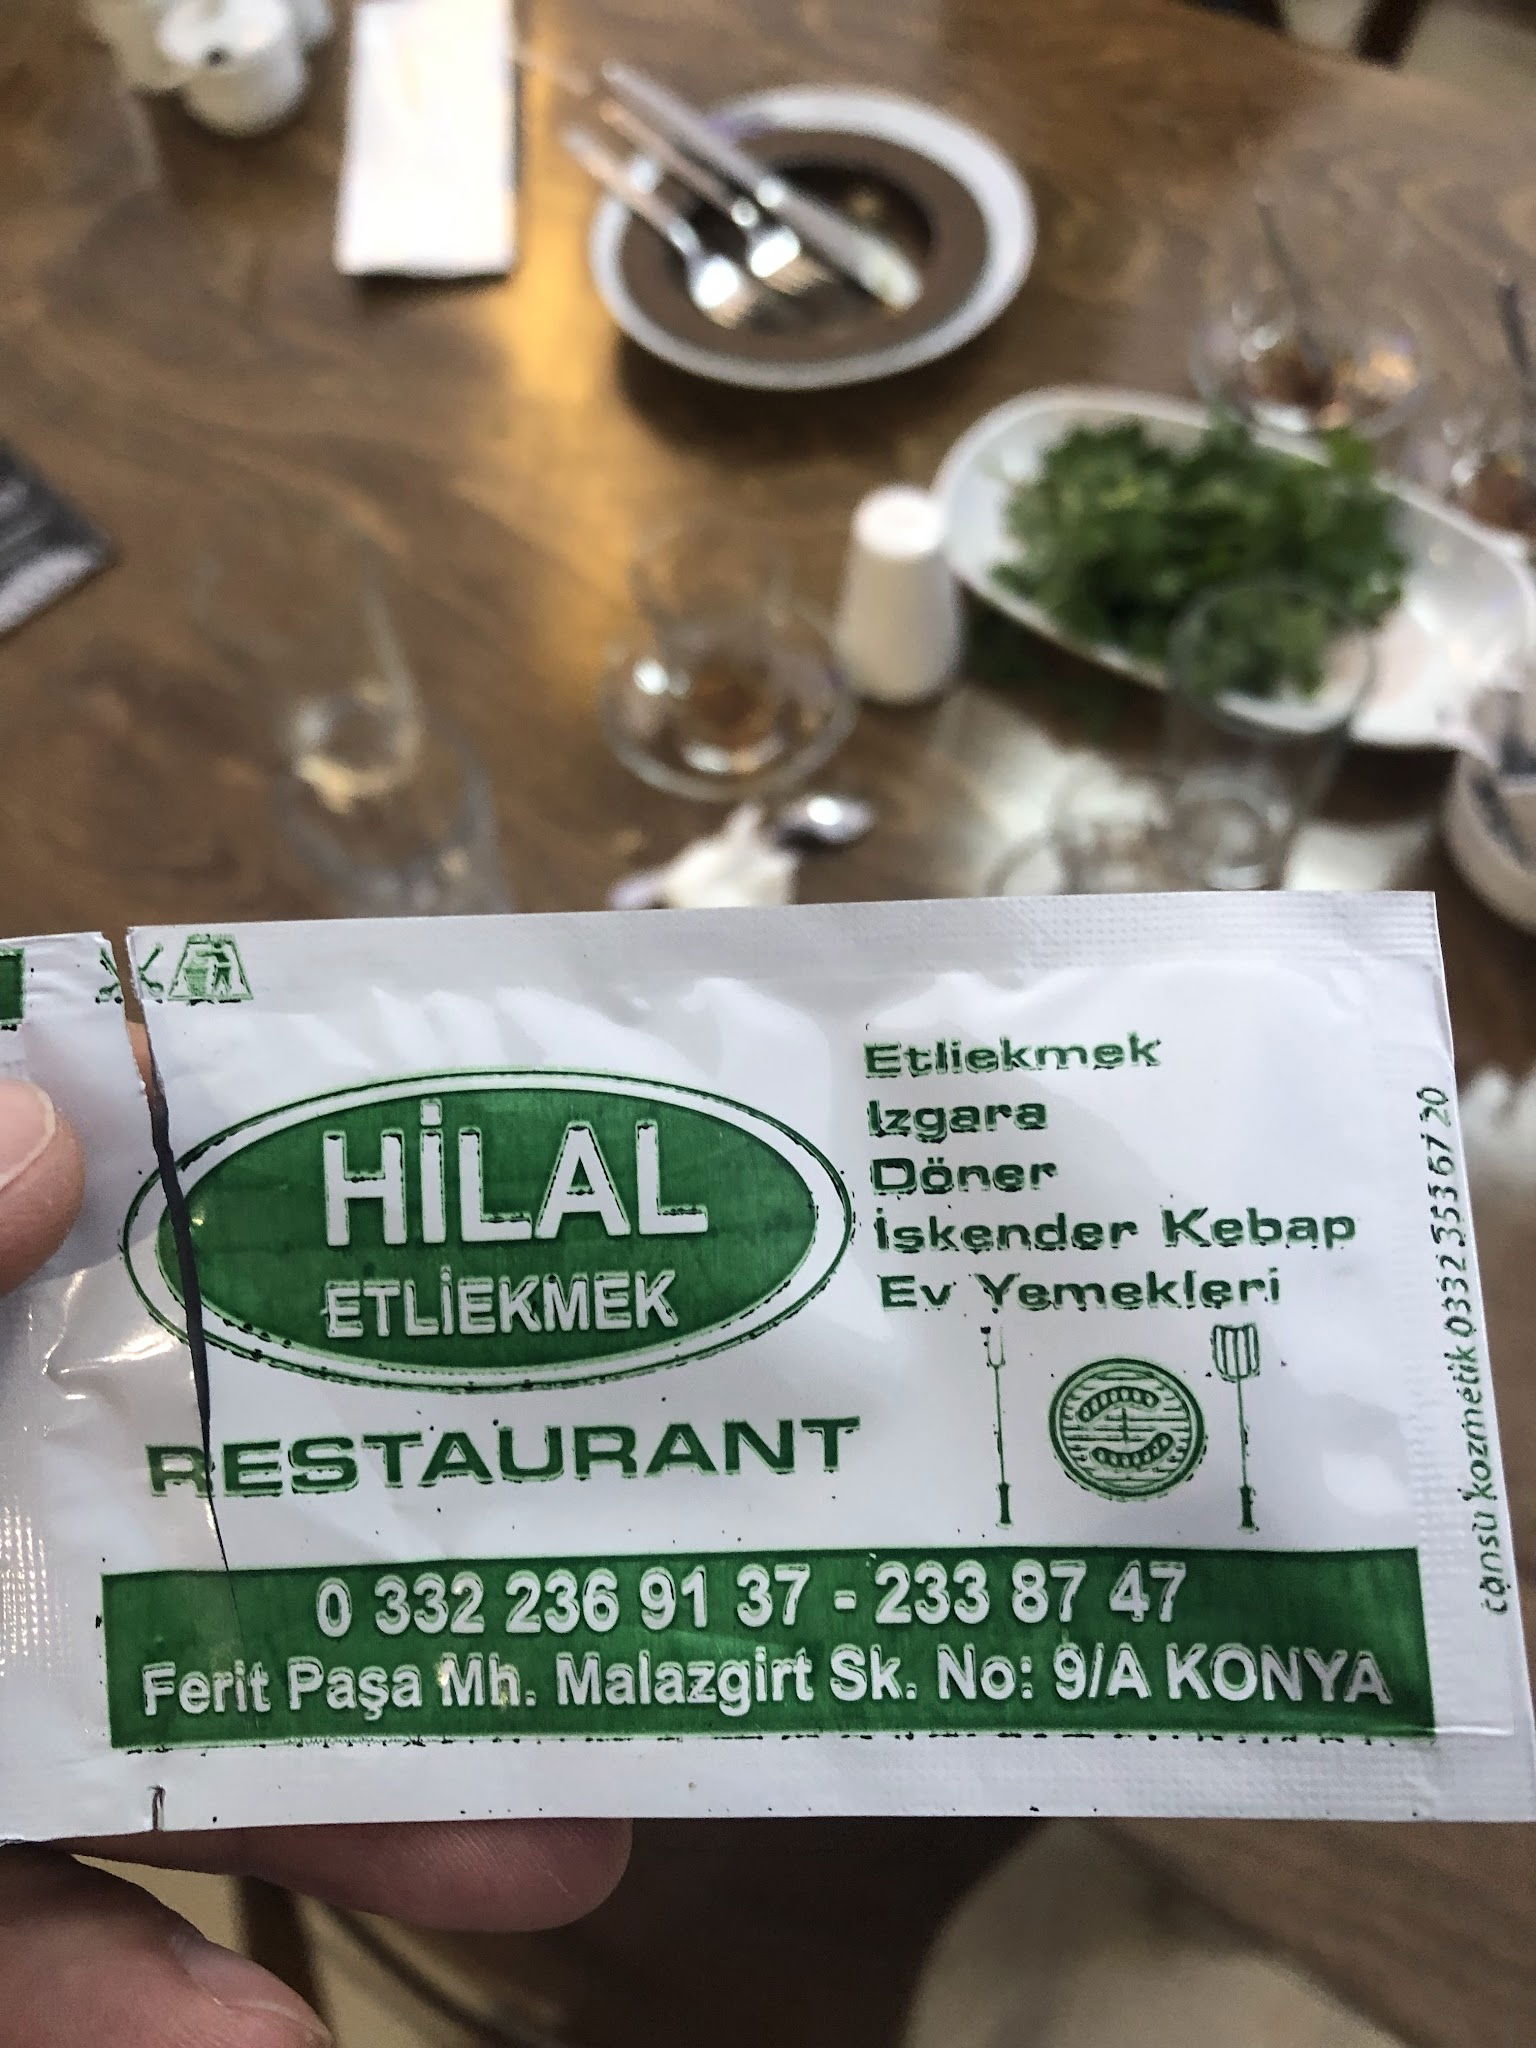 HİLAL
ETLİEKMEK
RESTAURANT
Etliekmek
Izgara
Döner
İskender Kebap
Ev Yemekleri
0 332 236 91 37 - 233 87 47
Ferit Paşa Mh. Malazgirt Sk. No: 9/A KONYA
cansu kozmetik 0332 353 67 20